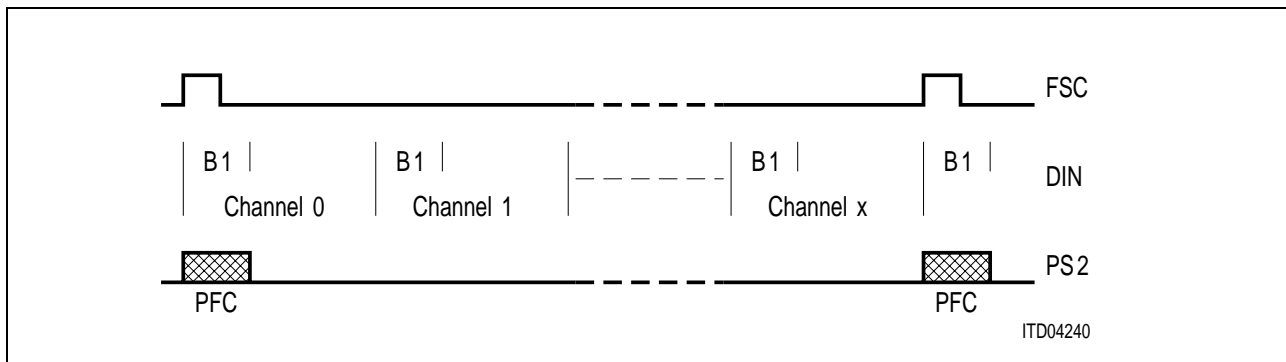 FSC
B1 B1 B1 B1 DIN
Channel 0 Channel 1 Channel x
PS2
PFC PFC
ITD04240